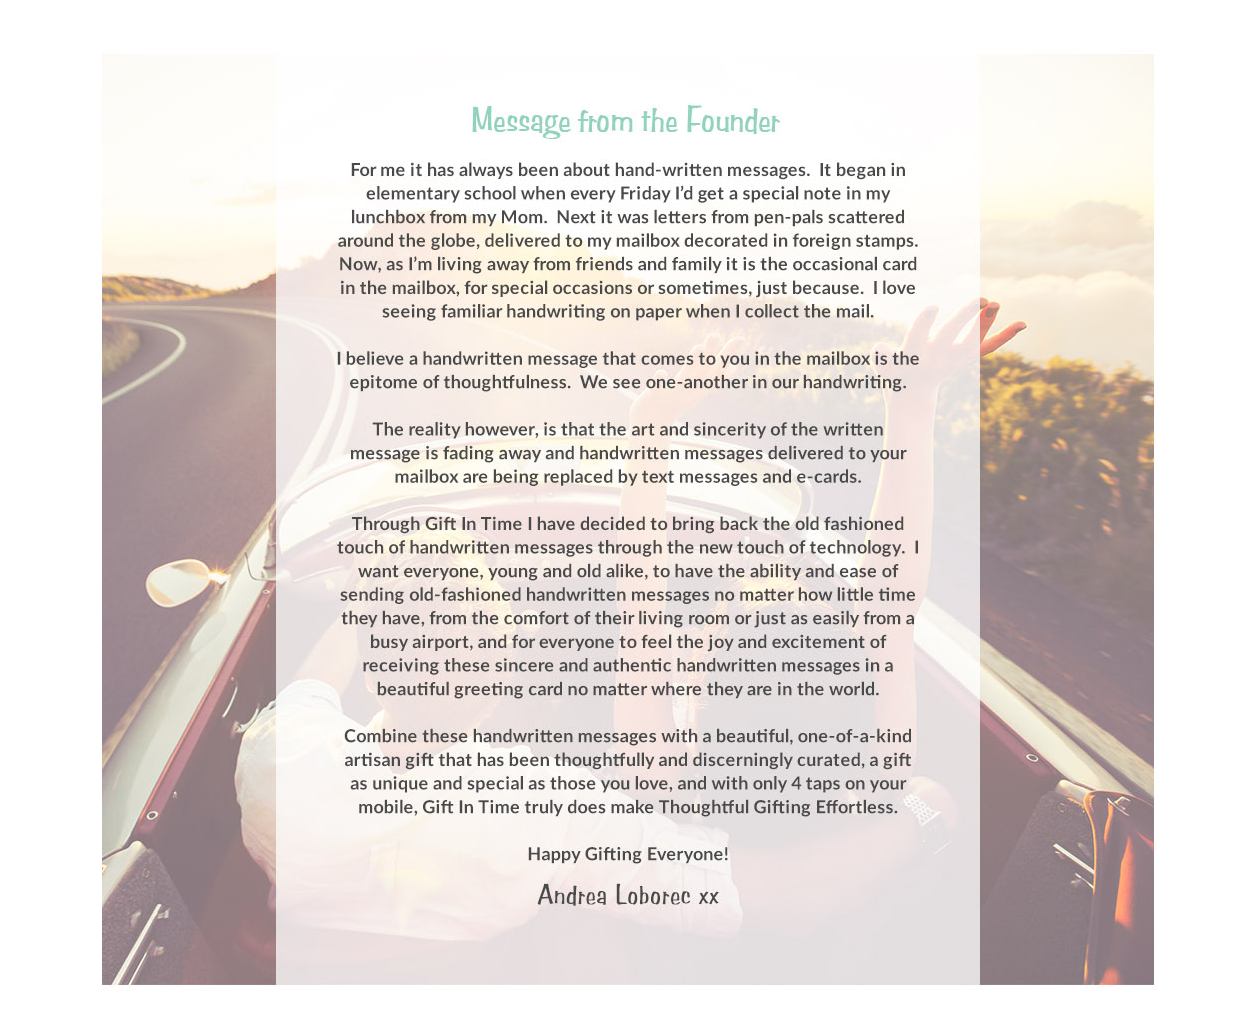 Message from the Founder
For me it has always been about hand-written messages.  It began in
elementary school when every Friday I'd get a special note in my
lunchbox from my Mom.  Next it was letters from pen-pals scattered
around the globe, delivered to my mailbox decorated in foreign stamps.
Now, as I'm living away from friends and family it is the occasional card
in the mailbox, for special occasions or sometimes, just because.  I love
seeing familiar handwriting on paper when I collect the mail.
I believe a handwritten message that comes to you in the mailbox is the
epitome of thoughtfulness.  We see one-another in our handwriting.
The reality however, is that the art and sincerity of the written
message is fading away and handwritten messages delivered to your
mailbox are being replaced by text messages and e-cards.
Through Gift In Time I have decided to bring back the old fashioned
touch of handwritten messages through the new touch of technology.  I
want everyone, young and old alike, to have the ability and ease of
sending old-fashioned handwritten messages no matter how little time
they have, from the comfort of their living room or just as easily from a
busy airport, and for everyone to feel the joy and excitement of
receiving these sincere and authentic handwritten messages in a
beautiful greeting card no matter where they are in the world.
Combine these handwritten messages with a beautiful, one-of-a-kind
artisan gift that has been thoughtfully and discerningly curated, a gift
as unique and special as those you love, and with only 4 taps on your
mobile, Gift In Time truly does make Thoughtful Gifting Effortless.
Happy Gifting Everyone!
Andrea Loborec xx